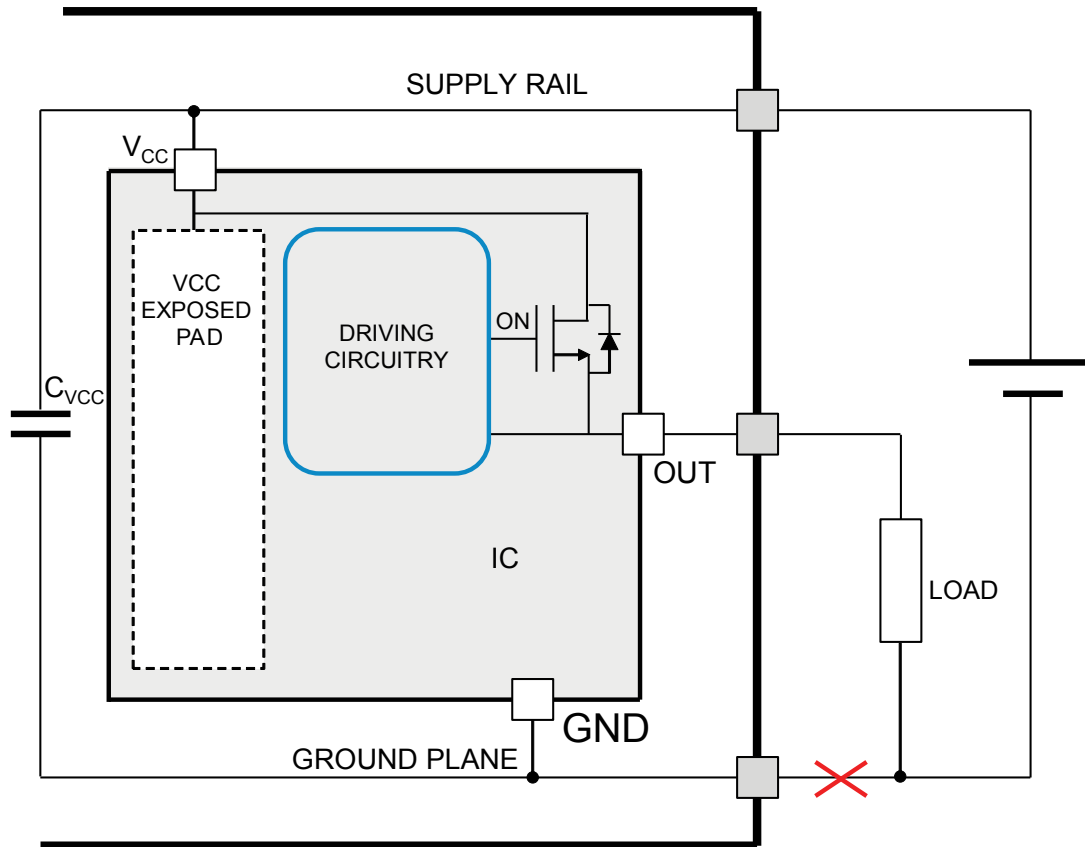 SUPPLY RAIL
VCC
VCC
EXPOSED
PAD
DRIVING
CIRCUITRY
ON
CVCC
OUT
IC
LOAD
GND
GROUND PLANE